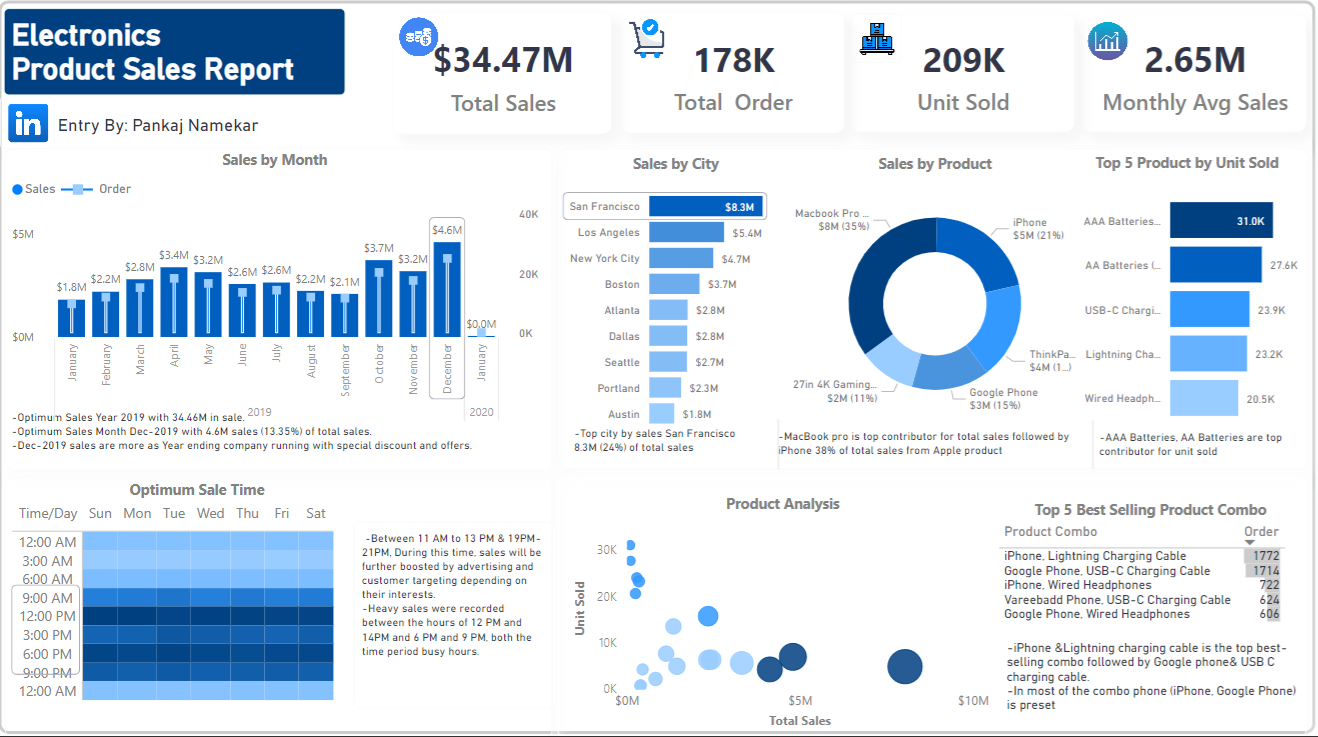 Electronics
Product Sales Report
in
Entry By: Pankaj Namekar
$34.47M
Total Sales
178K
Total Order
209K
Unit Sold
2.65M
Monthly Avg Sales
Sales by Month
Sales
Order
$5M
$0M
40K
20K
0K
$1.8M
$2.2M
$2.8M
$3.4M
$3.2M
$2.6M
$2.6M
$2.2M
$2.1M
$3.7M
$3.2M
$4.6M
$0.0M
January
February
March
April
May
June
July
August
September
October
November
December
January
2019
2020
-Optimum Sales Year 2019 with 34.46M in sale.
-Optimum Sales Month Dec-2019 with 4.6M sales (13.35%) of total sales.
-Dec-2019 sales are more as Year ending company running with special discount and offers.
Sales by City
San Francisco $8.3M
Los Angeles $5.4M
New York City $4.7M
Boston $3.7M
Atlanta $2.8M
Dallas $2.8M
Seattle $2.7M
Portland $2.3M
Austin $1.8M
-Top city by sales San Francisco
8.3M (24%) of total sales
Sales by Product
Macbook Pro ...
$8M (35%)
iPhone
$5M (21%)
ThinkPa...
$4M (1...)
Google Phone
$3M (15%)
27in 4K Gaming...
$2M (11%)
-MacBook pro is top contributor for total sales followed by
iPhone 38% of total sales from Apple product
Top 5 Product by Unit Sold
AAA Batteries... 31.0K
AA Batteries (... 27.6K
USB-C Chargi... 23.9K
Lightning Cha... 23.2K
Wired Headph... 20.5K
-AAA Batteries, AA Batteries are top
contributor for unit sold
Optimum Sale Time
Time/Day Sun Mon Tue Wed Thu Fri Sat
12:00 AM
3:00 AM
6:00 AM
9:00 AM
12:00 PM
3:00 PM
6:00 PM
9:00 PM
12:00 AM
-Between 11 AM to 13 PM & 19PM-
21PM, During this time, sales will be
further boosted by advertising and
customer targeting depending on
their interests.
-Heavy sales were recorded
between the hours of 12 PM and
14PM and 6 PM and 9 PM, both the
time period busy hours.
Product Analysis
Unit Sold
30K
20K
10K
0K
$0M
$5M
$10M
Total Sales
Top 5 Best Selling Product Combo
Product Combo Order
iPhone, Lightning Charging Cable 1772
Google Phone, USB-C Charging Cable 1714
iPhone, Wired Headphones 722
Vareebadd Phone, USB-C Charging Cable 624
Google Phone, Wired Headphones 606
-iPhone &Lightning charging cable is the top best-
selling combo followed by Google phone& USB C
charging cable.
-In most of the combo phone (iPhone, Google Phone)
is preset